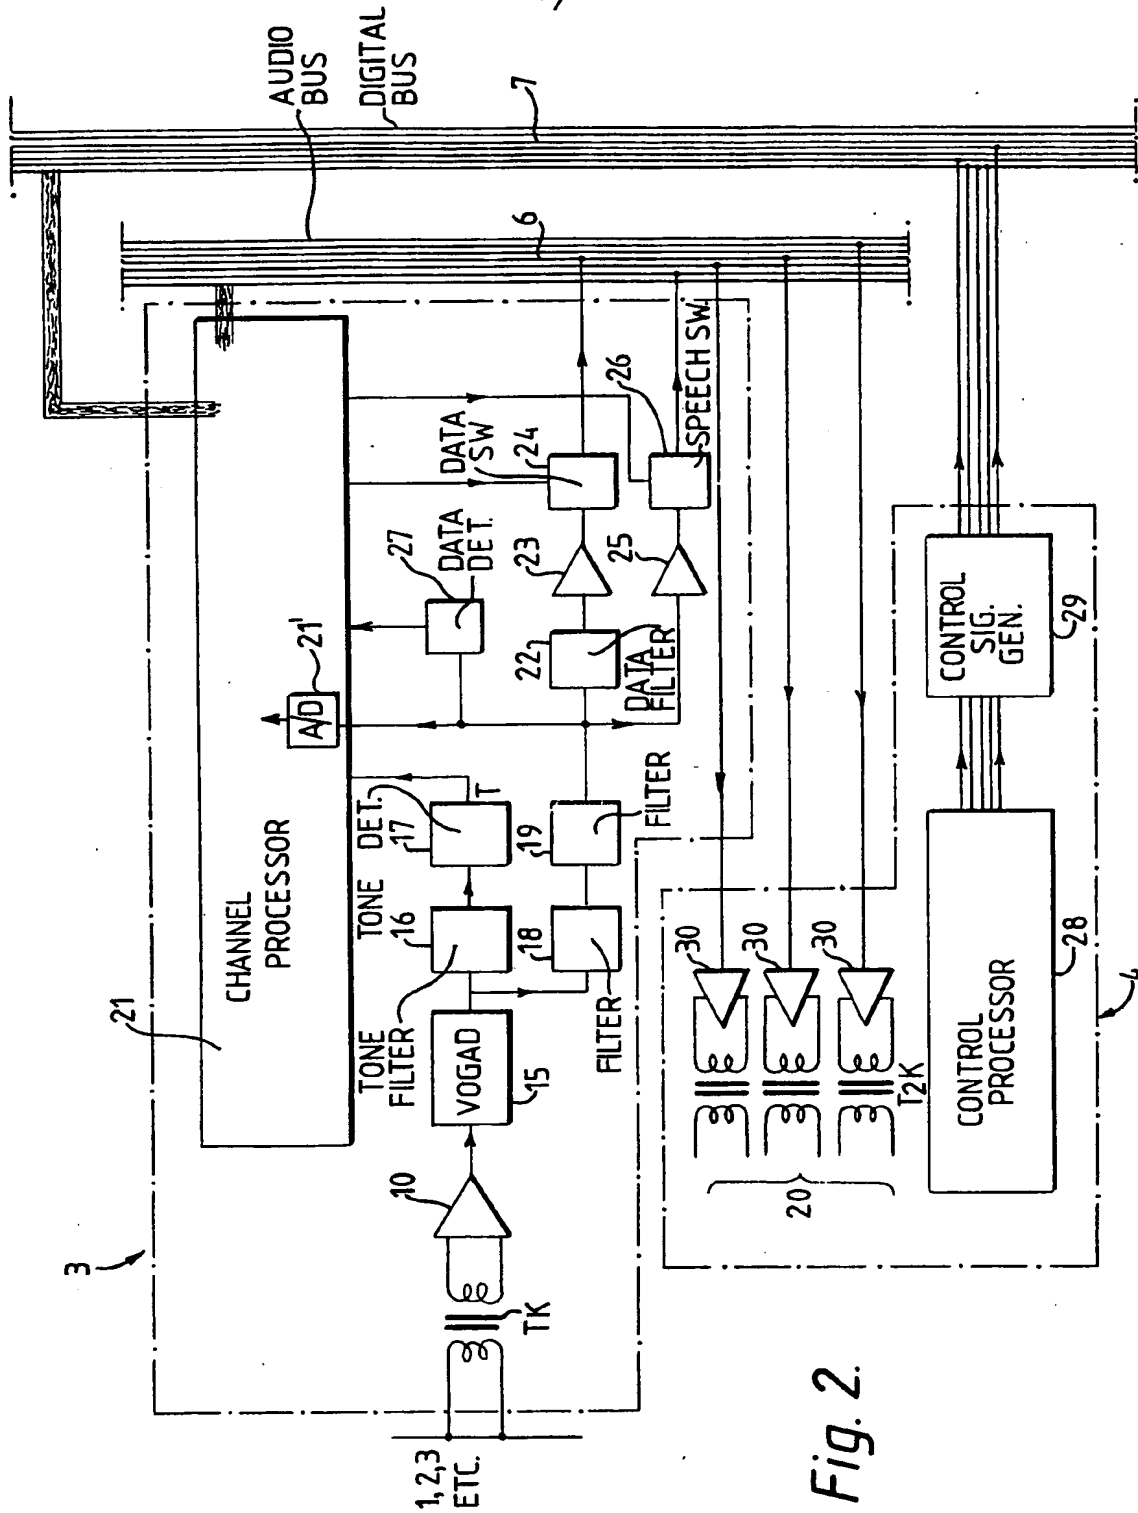 AUDIO
BUS
DIGITAL
BUS
7
6
3
21
CHANNEL
PROCESSOR
A/D
21'
27
DATA
DET.
DATA
SW
24
26
SPEECH SW.
23
25
22
DATA
FILTER
TONE DET.
17
T
16
TONE
FILTER
19
FILTER
18
FILTER
VOGAD
15
10
TK
1, 2, 3
ETC.
30
30
30
T2K
20
CONTROL
SIG.
GEN.
29
CONTROL
PROCESSOR
28
4
Fig. 2.